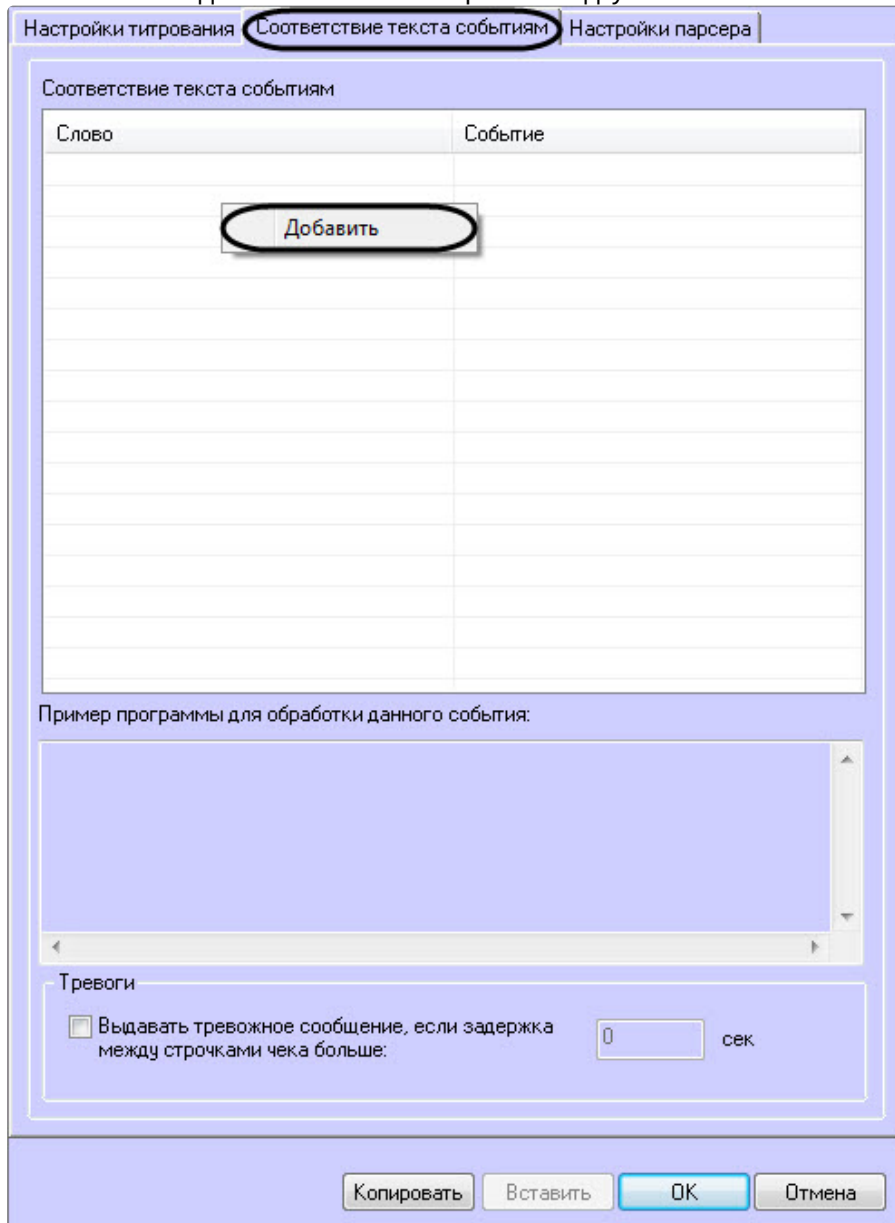 Настройки титрования Соответствие текста событиям Настройки парсера
Соответствие текста событиям
Слово Событие
Добавить
Пример программы для обработки данного события:
Тревоги
Выдавать тревожное сообщение, если задержка
между строчками чека больше:
0 сек
Копировать Вставить OK Отмена